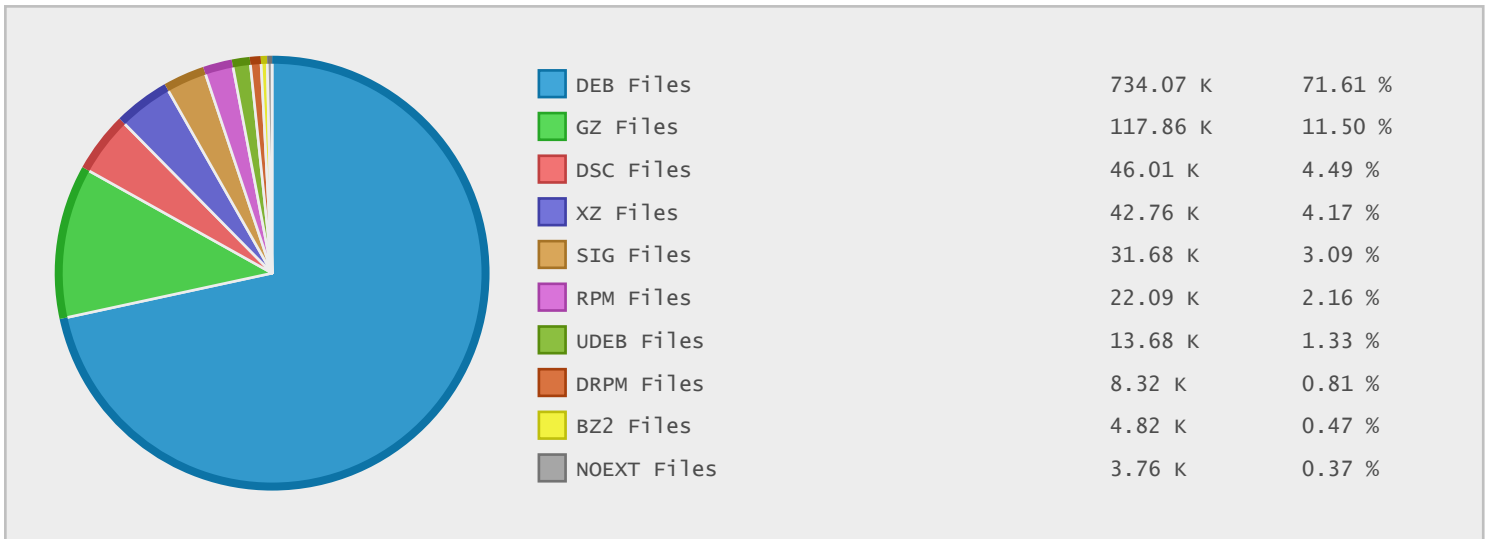 DEB Files 734.07 K 71.61 %
GZ Files 117.86 K 11.50 %
DSC Files 46.01 K 4.49 %
XZ Files 42.76 K 4.17 %
SIG Files 31.68 K 3.09 %
RPM Files 22.09 K 2.16 %
UDEB Files 13.68 K 1.33 %
DRPM Files 8.32 K 0.81 %
BZ2 Files 4.82 K 0.47 %
NOEXT Files 3.76 K 0.37 %